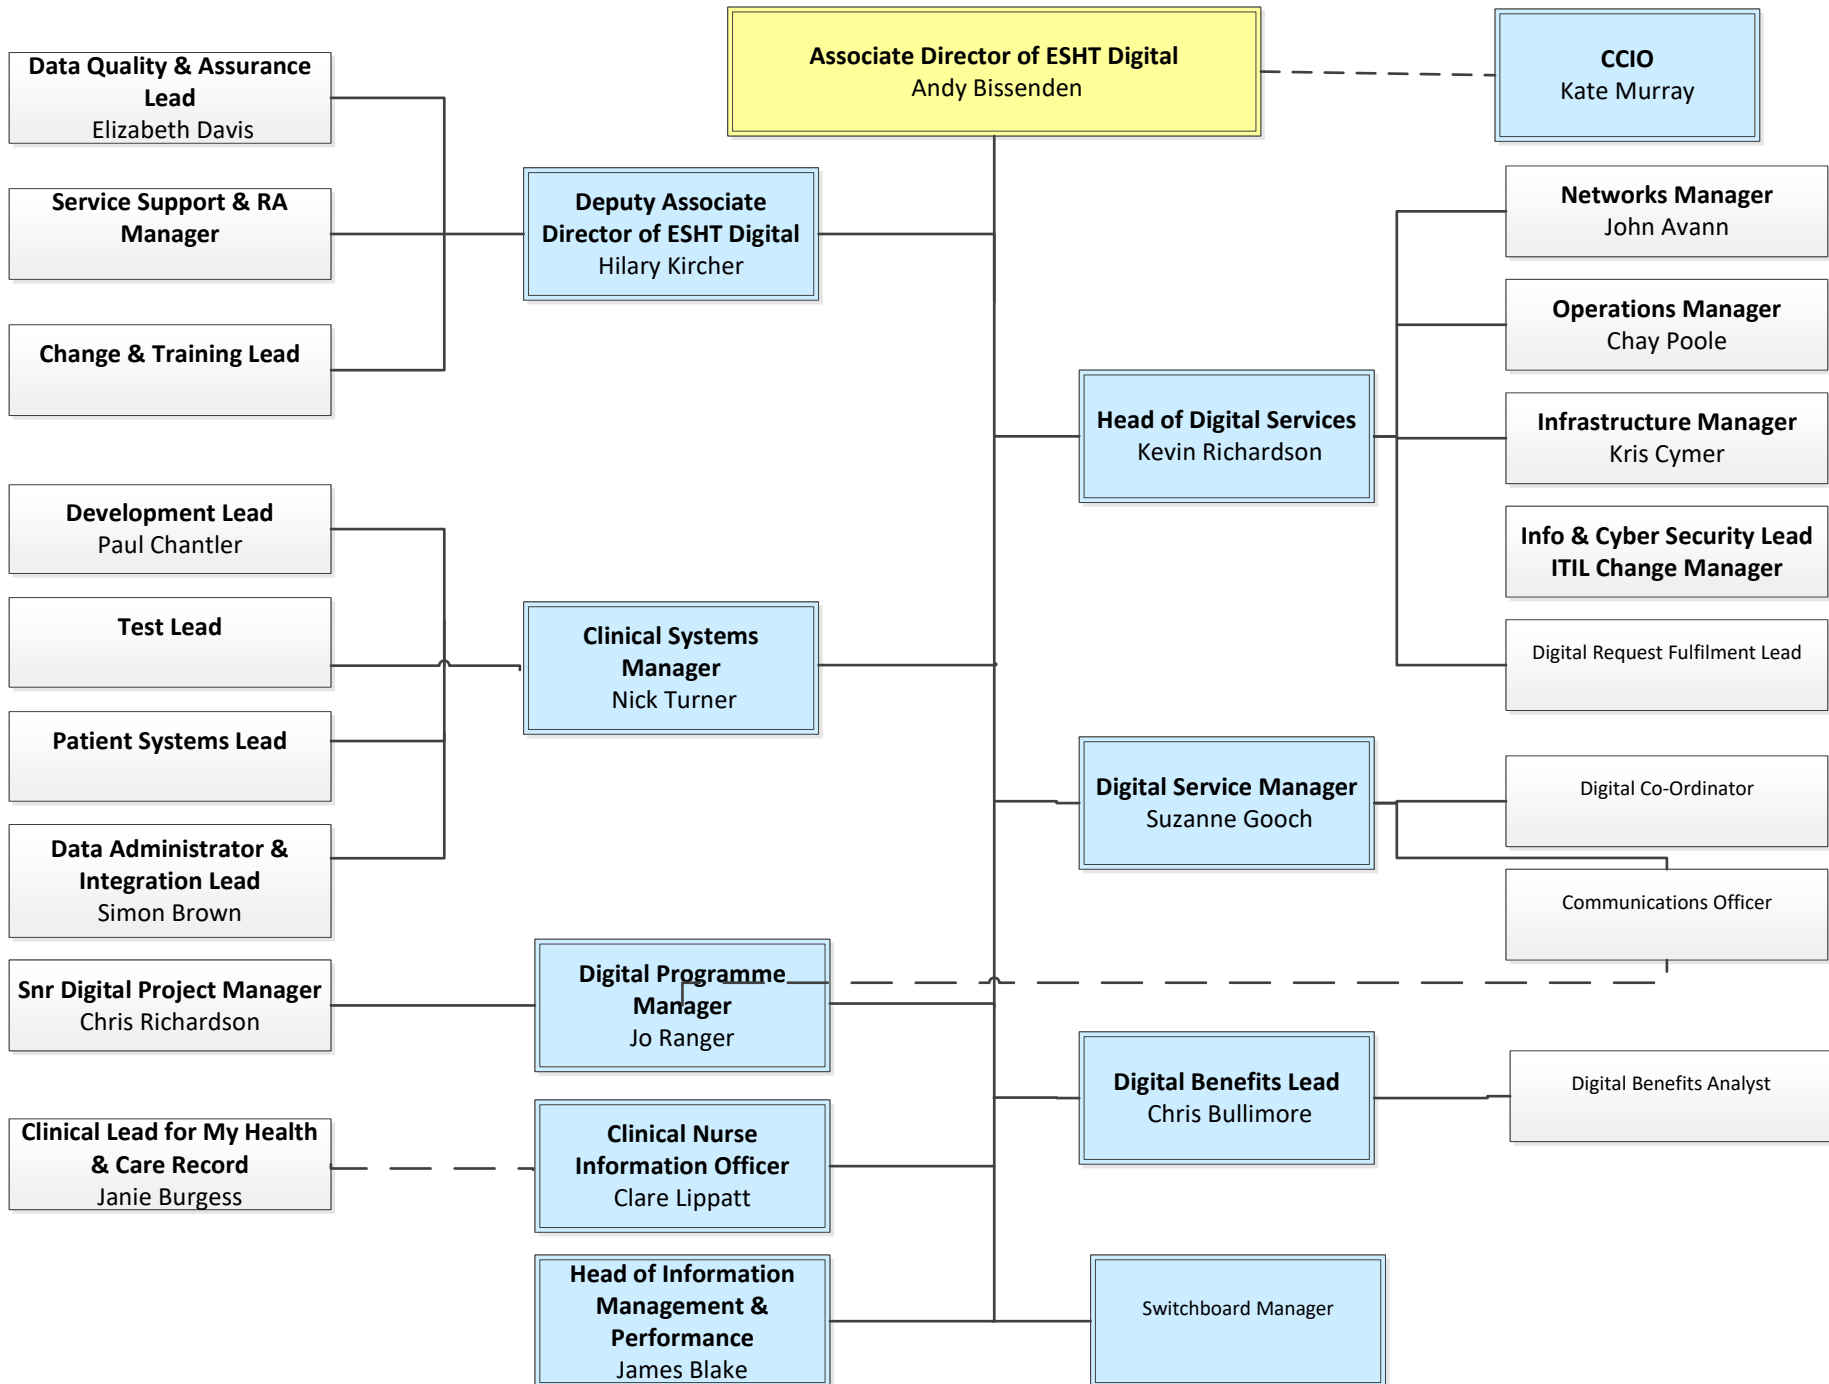 Associate Director of ESHT Digital
Andy Bissenden
CCIO
Kate Murray
Data Quality & Assurance
Lead
Elizabeth Davis
Service Support & RA
Manager
Change & Training Lead
Deputy Associate
Director of ESHT Digital
Hilary Kircher
Networks Manager
John Avann
Operations Manager
Chay Poole
Infrastructure Manager
Kris Cymer
Info & Cyber Security Lead
ITIL Change Manager
Digital Request Fulfilment Lead
Head of Digital Services
Kevin Richardson
Development Lead
Paul Chantler
Test Lead
Patient Systems Lead
Data Administrator &
Integration Lead
Simon Brown
Clinical Systems
Manager
Nick Turner
Digital Service Manager
Suzanne Gooch
Digital Co-Ordinator
Communications Officer
Snr Digital Project Manager
Chris Richardson
Digital Programme
Manager
Jo Ranger
Digital Benefits Lead
Chris Bullimore
Digital Benefits Analyst
Clinical Lead for My Health
& Care Record
Janie Burgess
Clinical Nurse
Information Officer
Clare Lippatt
Head of Information
Management &
Performance
James Blake
Switchboard Manager